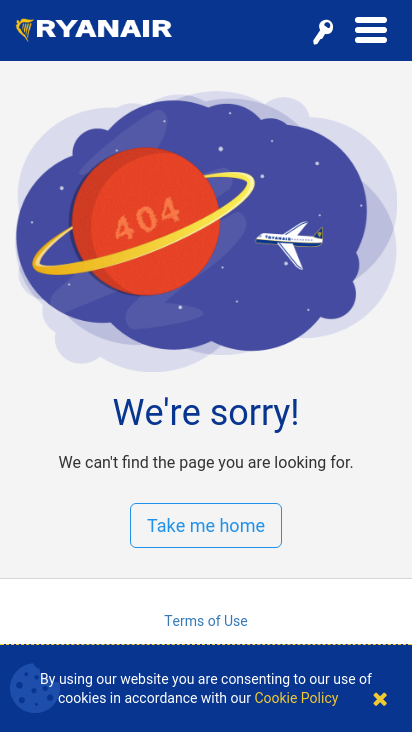 RYANAIR
404
RYANAIR
We're sorry!
We can't find the page you are looking for.
Take me home
Terms of Use
By using our website you are consenting to our use of
cookies in accordance with our Cookie Policy